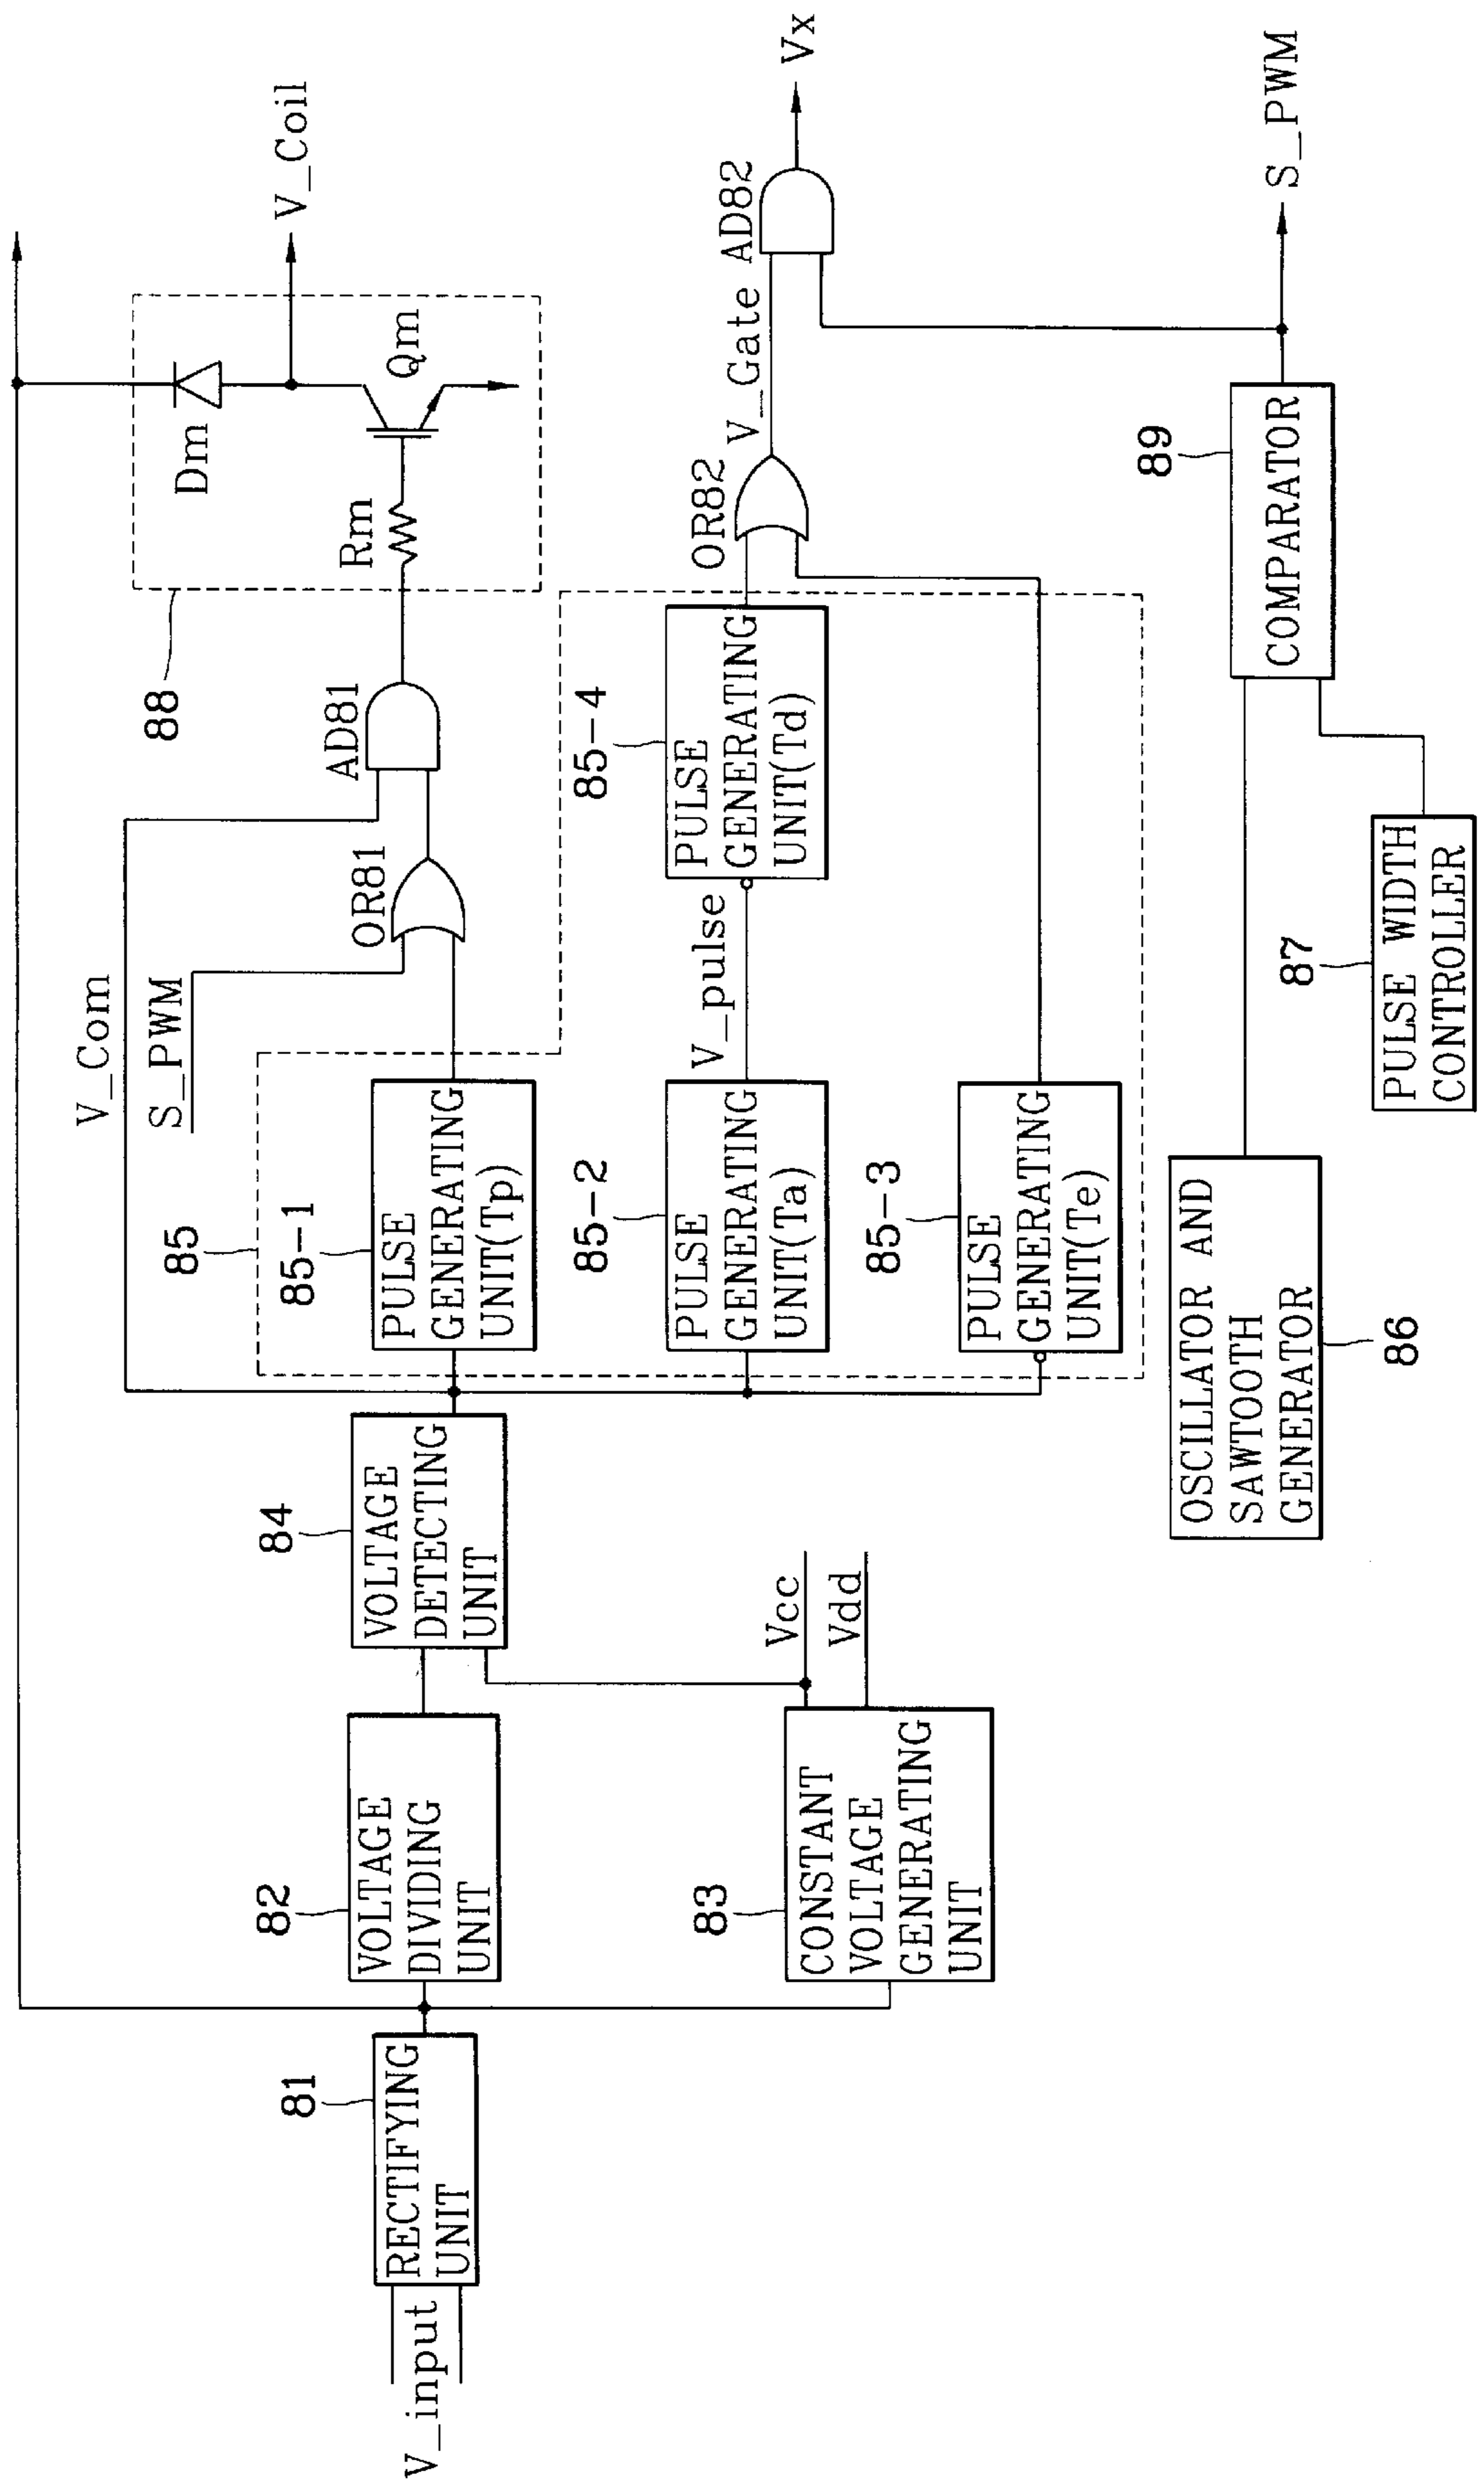 V_input
81
RECTIFYING
UNIT
82
VOLTAGE
DIVIDING
UNIT
83
CONSTANT
VOLTAGE
GENERATING
UNIT
Vcc
Vdd
84
VOLTAGE
DETECTING
UNIT
V_Com
S_PWM
85
85-1
PULSE
GENERATING
UNIT(Tp)
85-2
PULSE
GENERATING
UNIT(Ta)
85-3
PULSE
GENERATING
UNIT(Te)
V_pulse
85-4
PULSE
GENERATING
UNIT(Td)
OR81
AD81
88
Rm
Dm
Qm
V_Coil
OR82
V_Gate
AD82
Vx
86
OSCILLATOR AND
SAWTOOTH
GENERATOR
87
PULSE WIDTH
CONTROLLER
89
COMPARATOR
S_PWM